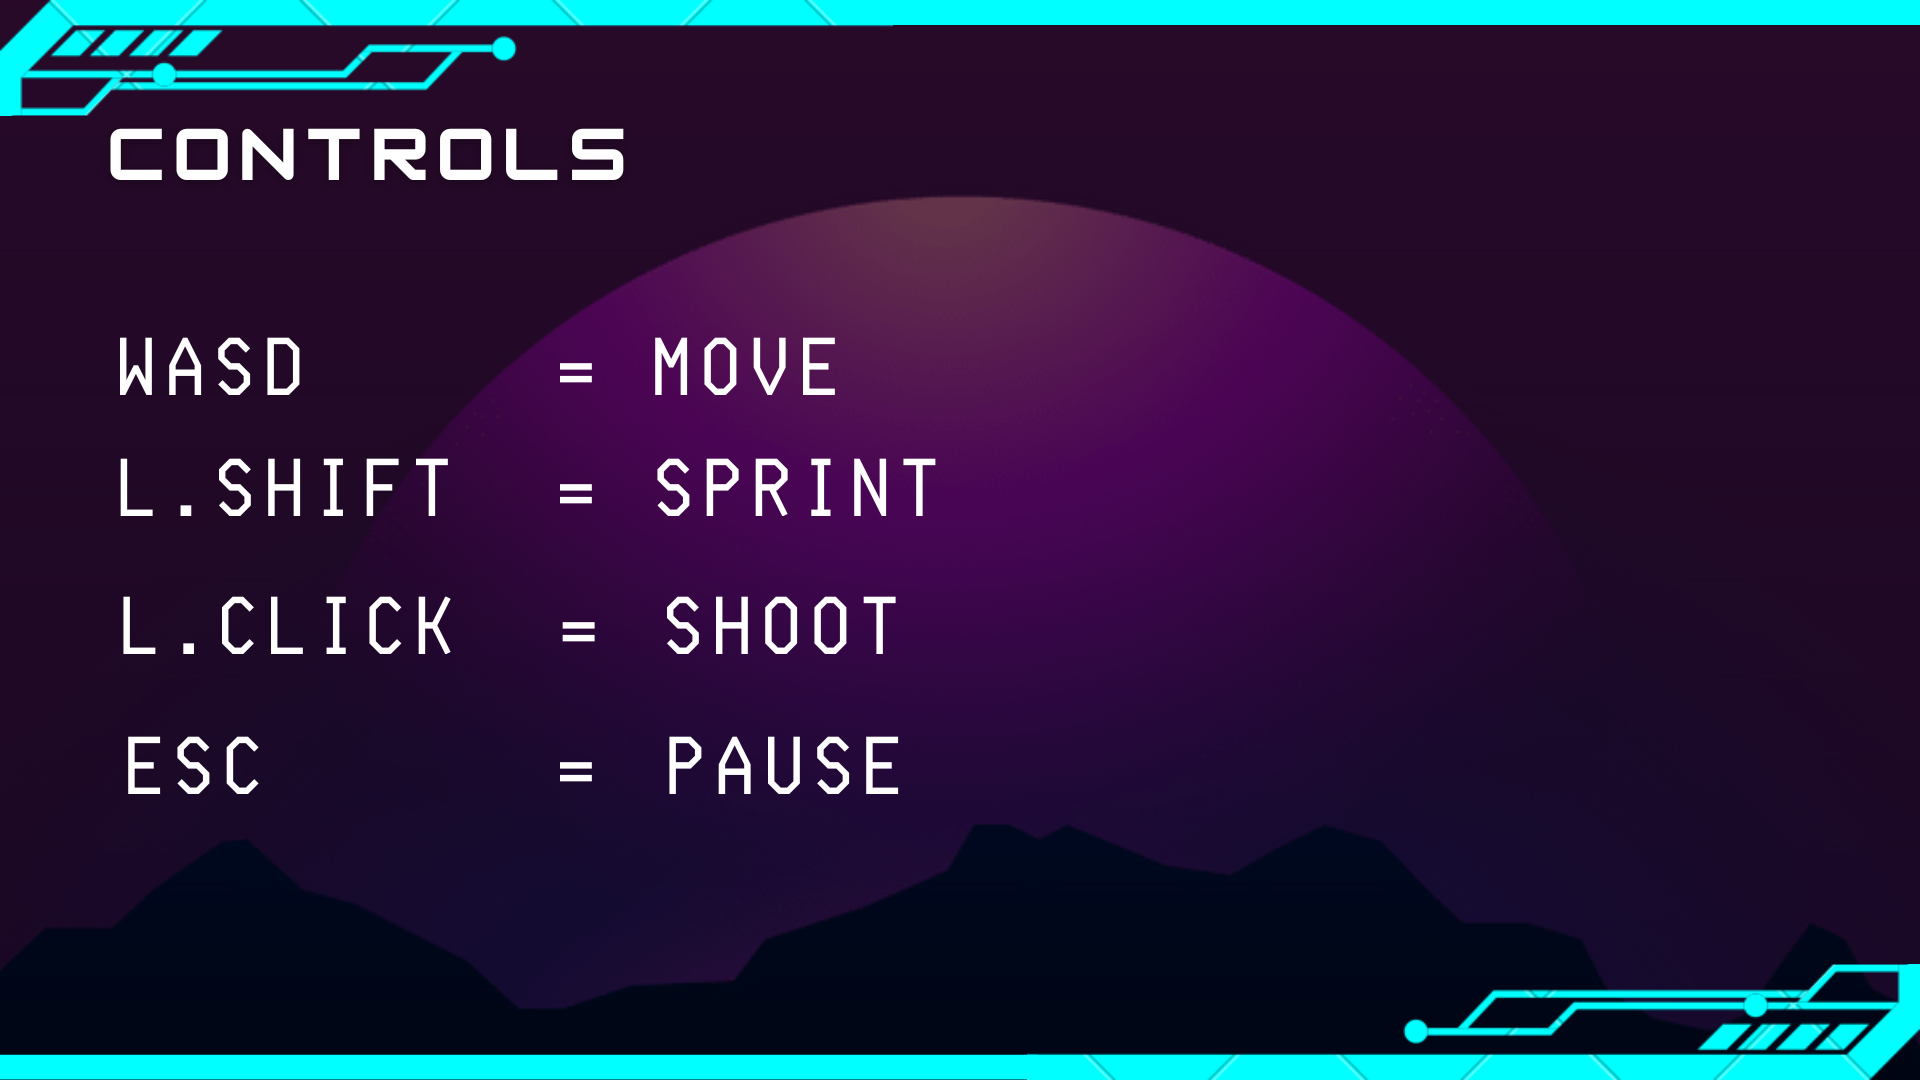 CONTROLS
WASD = MOVE
L.SHIFT = SPRINT
L.CLICK = SHOOT
ESC = PAUSE